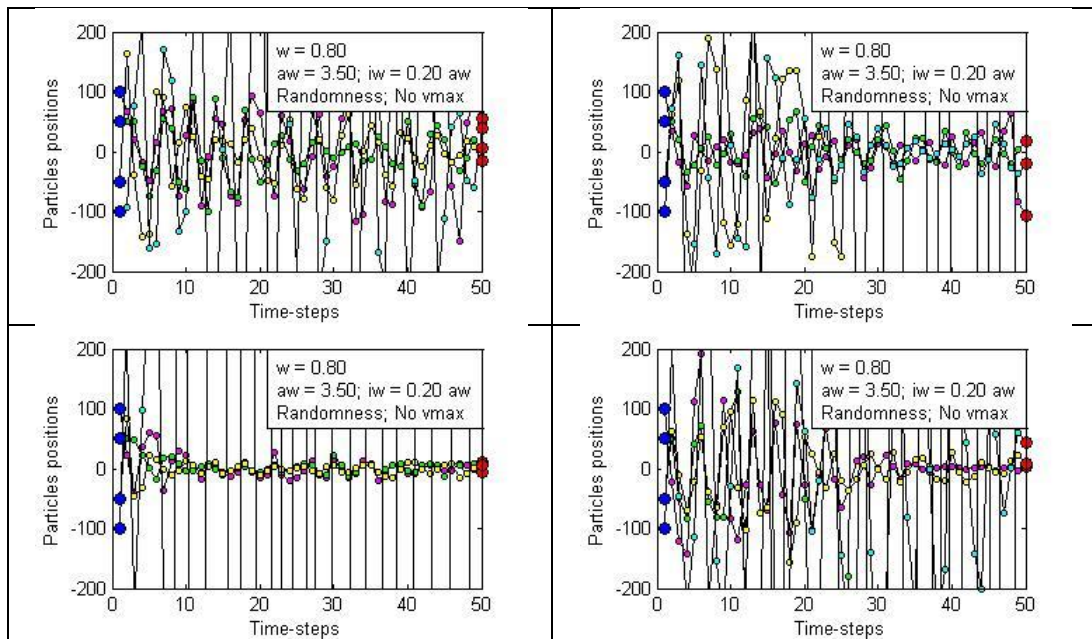 200
100
0
-100
-200
Particles positions
w = 0.80
aw = 3.50; iw = 0.20 aw
Randomness; No vmax
0 10 20 30 40 50
Time-steps
200
100
0
-100
-200
Particles positions
w = 0.80
aw = 3.50; iw = 0.20 aw
Randomness; No vmax
0 10 20 30 40 50
Time-steps
200
100
0
-100
-200
Particles positions
w = 0.80
aw = 3.50; iw = 0.20 aw
Randomness; No vmax
0 10 20 30 40 50
Time-steps
200
100
0
-100
-200
Particles positions
w = 0.80
aw = 3.50; iw = 0.20 aw
Randomness; No vmax
0 10 20 30 40 50
Time-steps